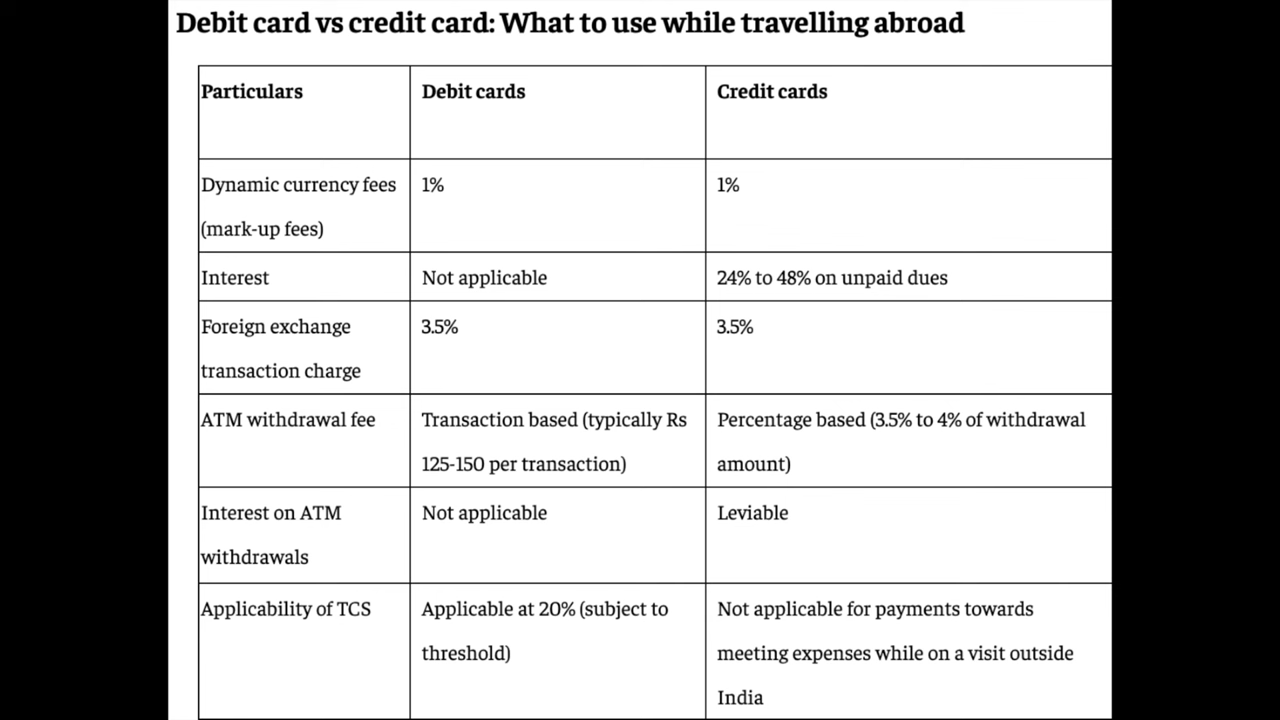 Debit card vs credit card: What to use while travelling abroad
Particulars Debit cards Credit cards
Dynamic currency fees 1% 1%
(mark-up fees)
Interest Not applicable 24% to 48% on unpaid dues
Foreign exchange 3.5% 3.5%
transaction charge
ATM withdrawal fee Transaction based (typically Rs Percentage based (3.5% to 4% of withdrawal
125-150 per transaction) amount)
Interest on ATM Not applicable Leviable
withdrawals
Applicability of TCS Applicable at 20% (subject to Not applicable for payments towards
threshold) meeting expenses while on a visit outside
India